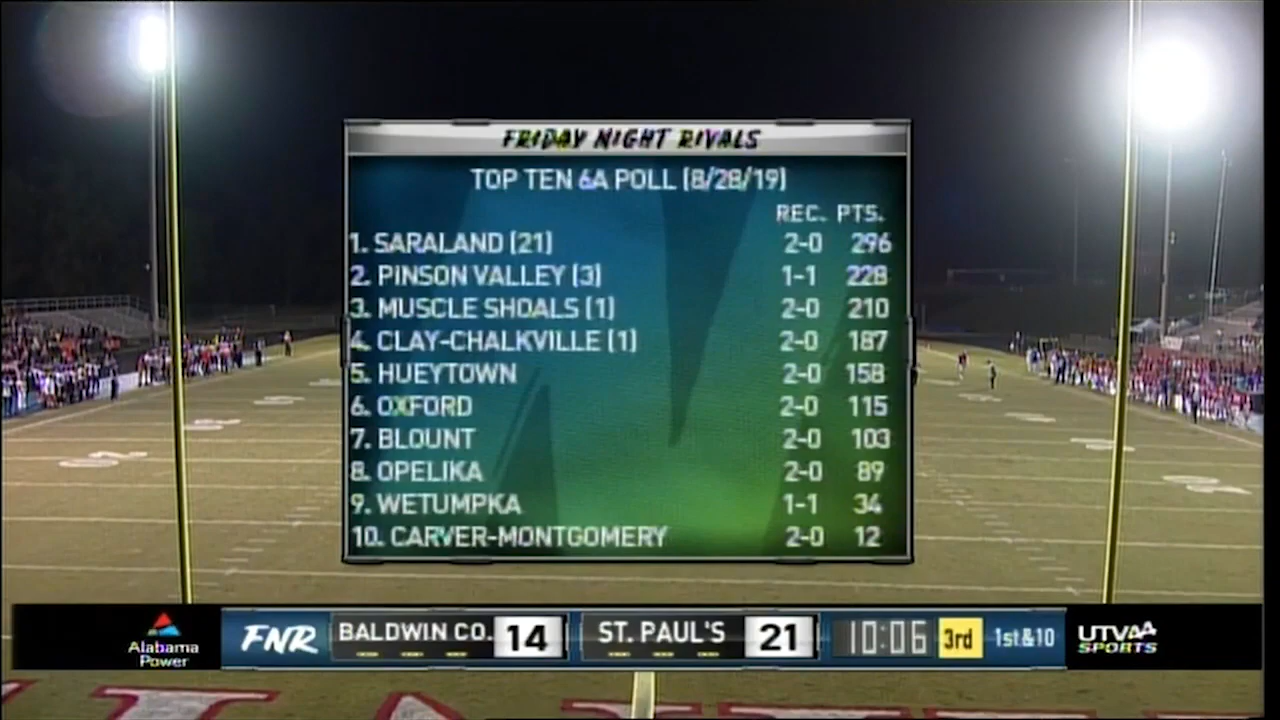 FRIDAY NIGHT RIVALS
TOP TEN 6A POLL (8/28/19)
REC. PTS.
1. SARALAND (21) 2-0 296
2. PINSON VALLEY (3) 1-1 228
3. MUSCLE SHOALS (1) 2-0 210
4. CLAY-CHALKVILLE (1) 2-0 187
5. HUEYTOWN 2-0 158
6. OXFORD 2-0 115
7. BLOUNT 2-0 103
8. OPELIKA 2-0 89
9. WETUMPKA 1-1 34
10. CARVER-MONTGOMERY 2-0 12
Alabama Power FNR BALDWIN CO. 14 ST. PAUL'S 21 10:06 3rd 1st&10 UTVAA SPORTS